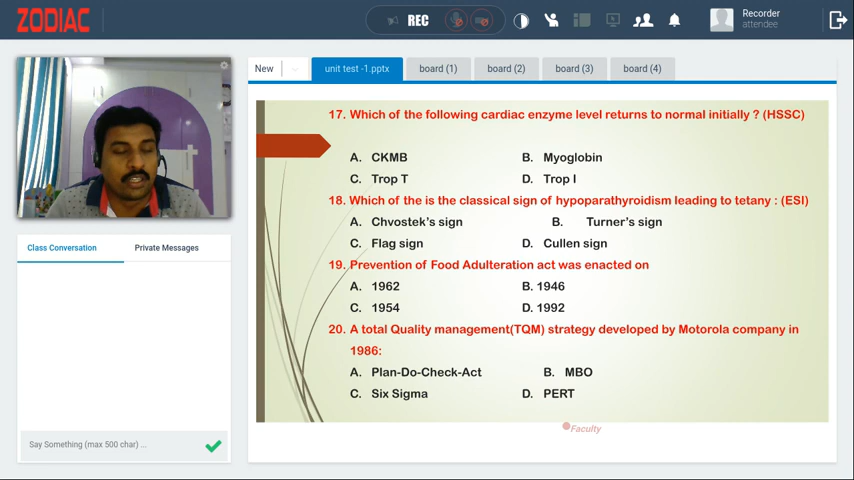 ZODIAC
REC
Recorder
attendee
New
unit test -1.pptx
board (1)
board (2)
board (3)
board (4)
17. Which of the following cardiac enzyme level returns to normal initially ? (HSSC)
A. CKMB B. Myoglobin
C. Trop T D. Trop I
18. Which of the is the classical sign of hypoparathyroidism leading to tetany : (ESI)
A. Chvostek's sign B. Turner's sign
C. Flag sign D. Cullen sign
19. Prevention of Food Adulteration act was enacted on
A. 1962 B. 1946
C. 1954 D. 1992
20. A total Quality management(TQM) strategy developed by Motorola company in
1986:
A. Plan-Do-Check-Act B. MBO
C. Six Sigma D. PERT
Faculty
Class Conversation
Private Messages
Say Something (max 500 char) ...